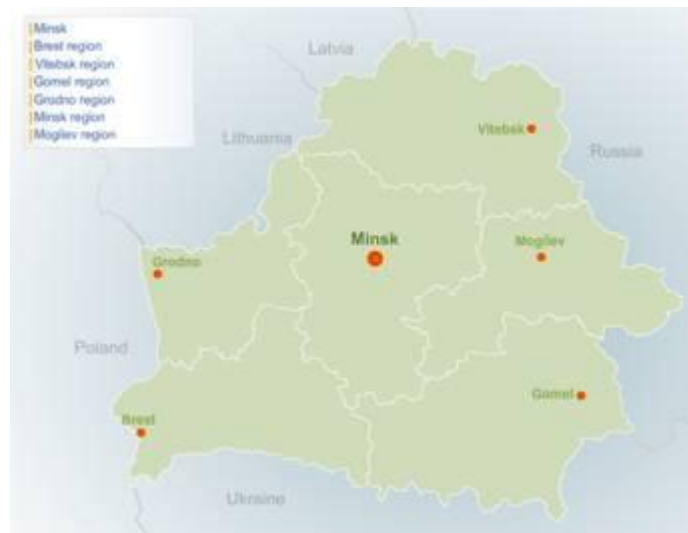 Minsk
Brest region
Vitebsk region
Gomel region
Grodno region
Minsk region
Mogilev region
Latvia
Vitebsk
Lithuania
Russia
Minsk
Mogilev
Grodno
Poland
Gomel
Brest
Ukraine